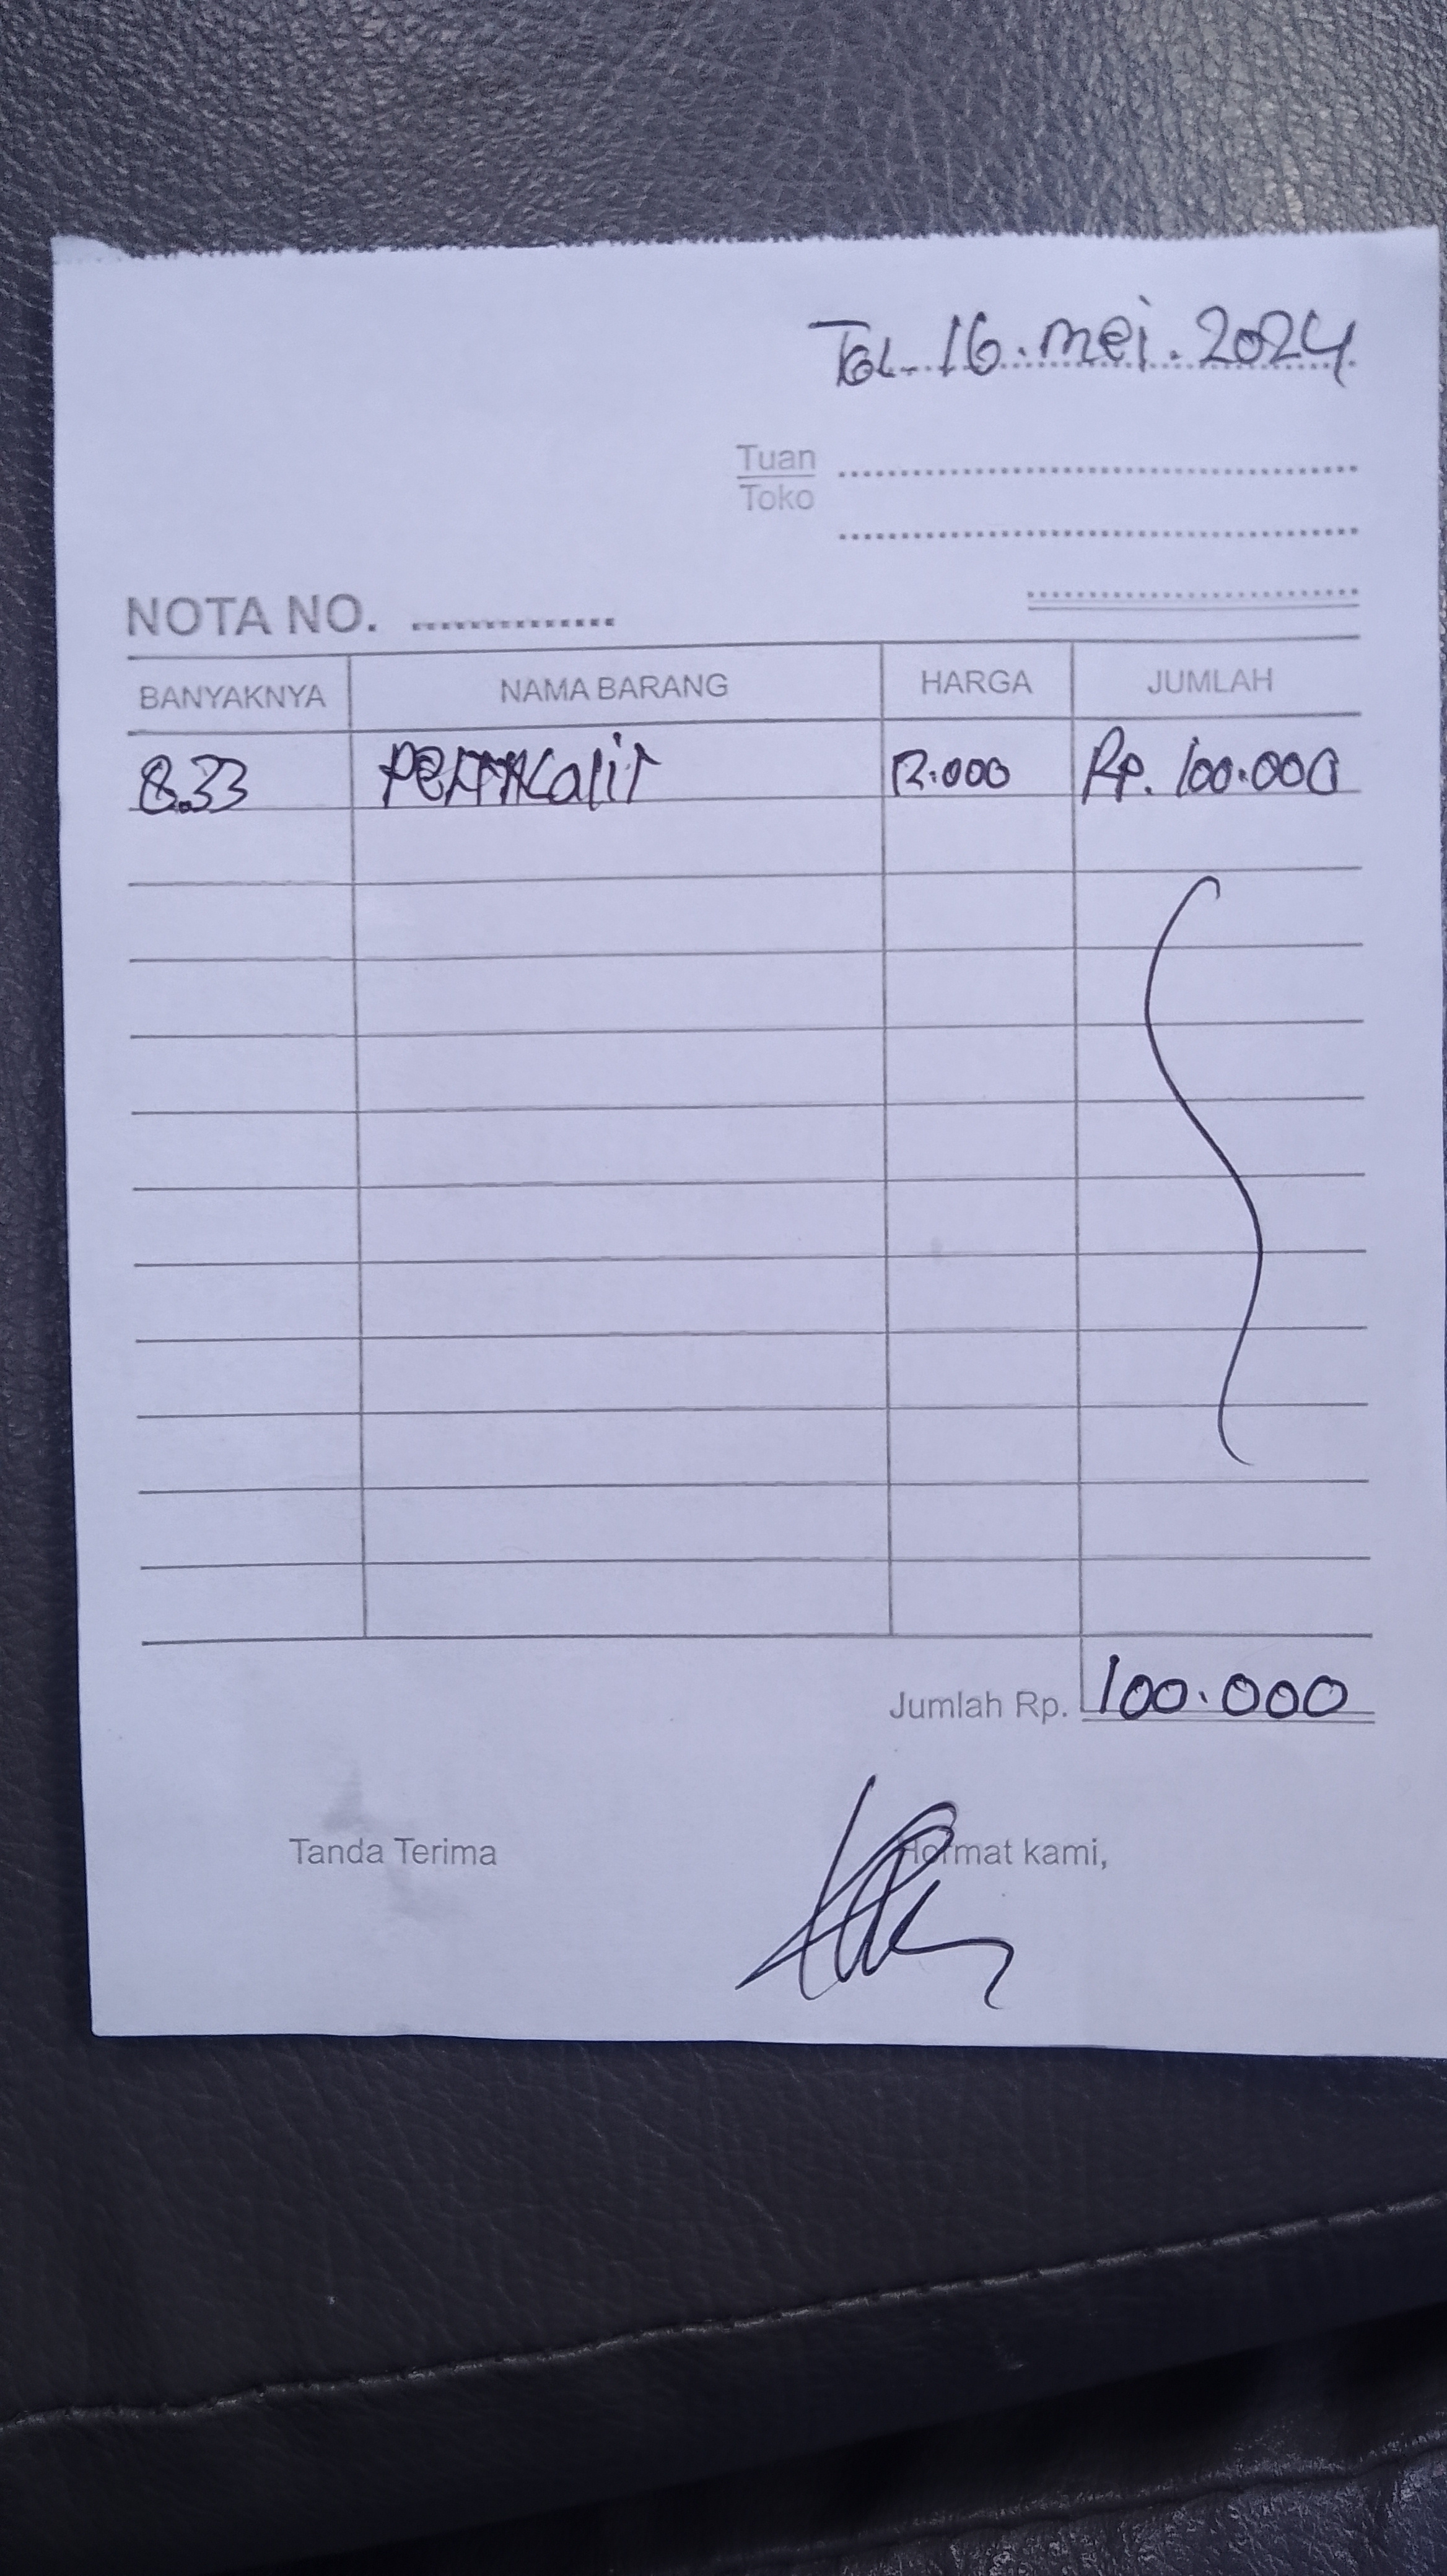 TGL. 16. mei. 2024
Tuan
Toko
NOTA NO. ..............
BANYAKNYA NAMA BARANG HARGA JUMLAH
8.33 12.000 Rp. 100.000
Jumlah Rp. 100.000
Tanda Terima Hormat kami,